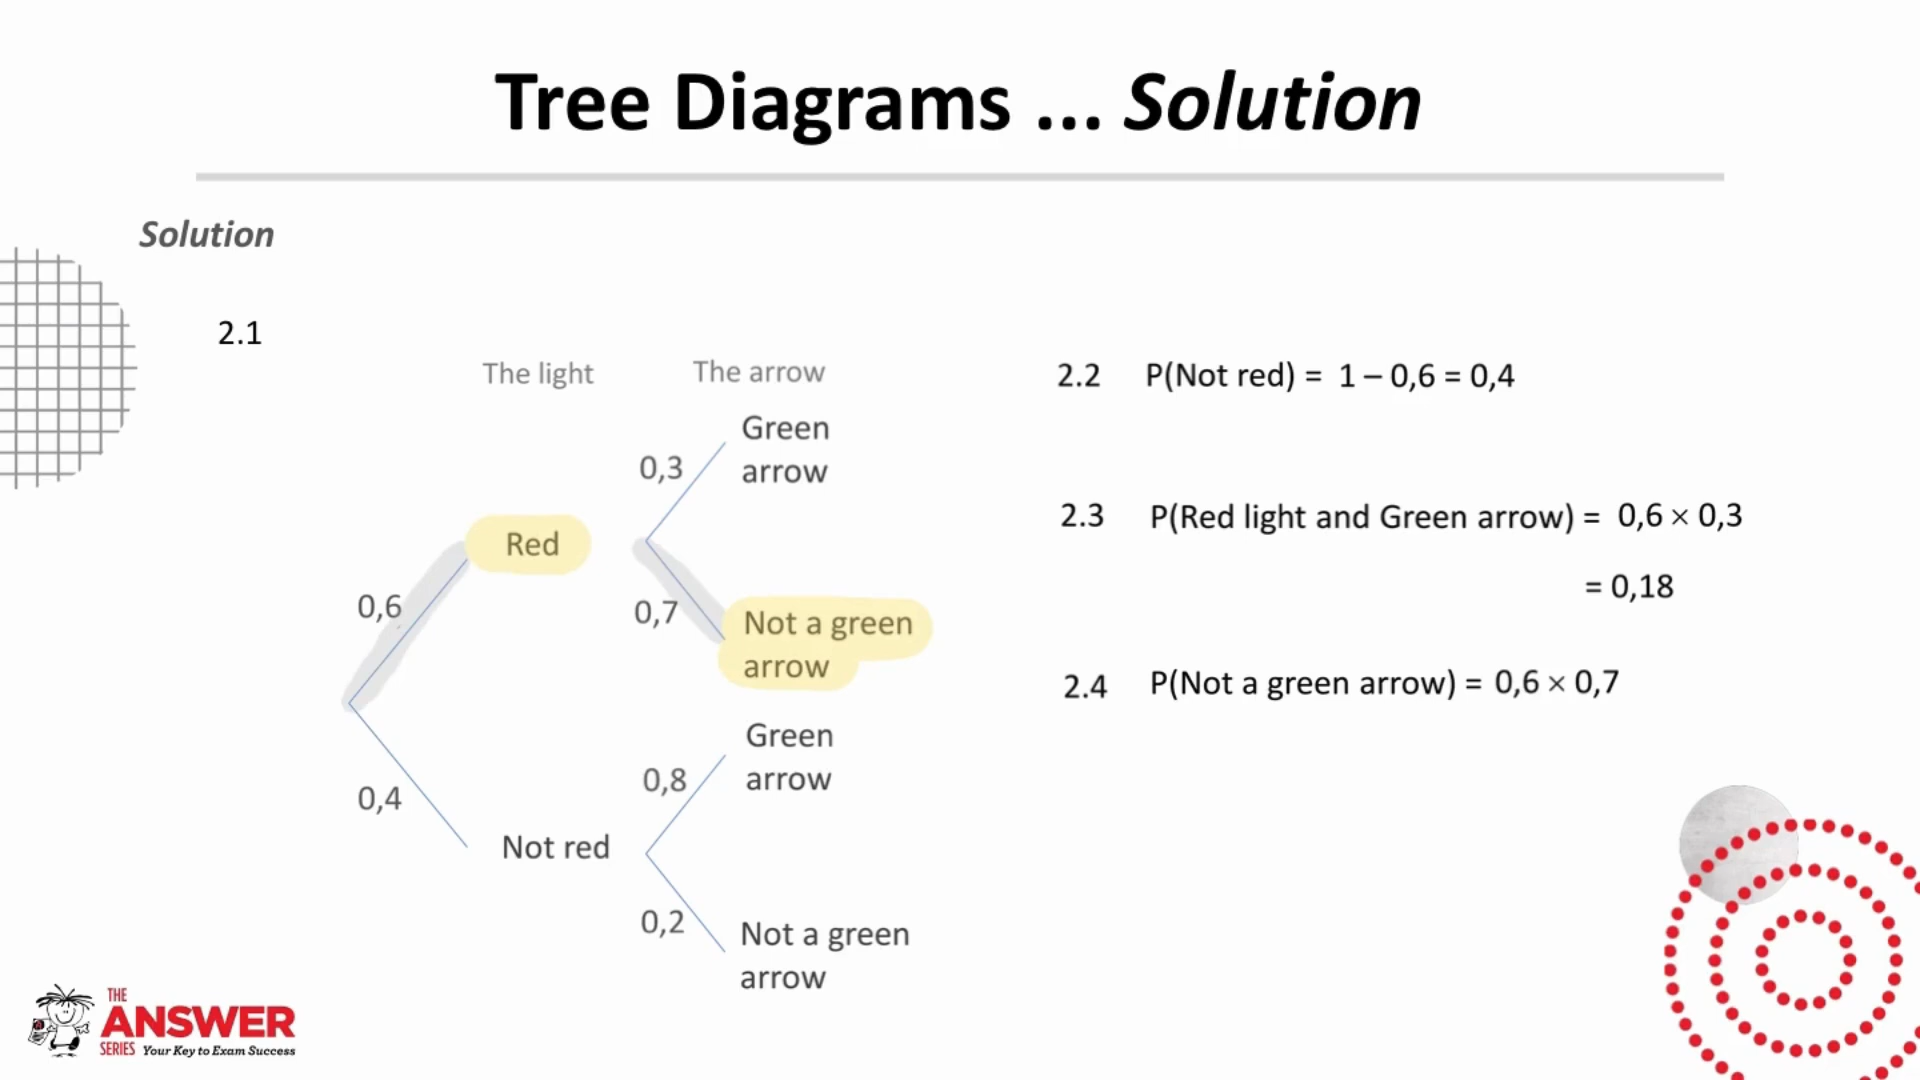 Tree Diagrams ... Solution
Solution
2.1
The light
The arrow
Green
arrow
0,3
Red
0,6
0,7
Not a green
arrow
Green
arrow
0,8
0,4
Not red
0,2
Not a green
arrow
2.2 P(Not red) = 1 – 0,6 = 0,4
2.3 P(Red light and Green arrow) = 0,6 × 0,3
= 0,18
2.4 P(Not a green arrow) = 0,6 × 0,7
THE
ANSWER
SERIES Your Key to Exam Success